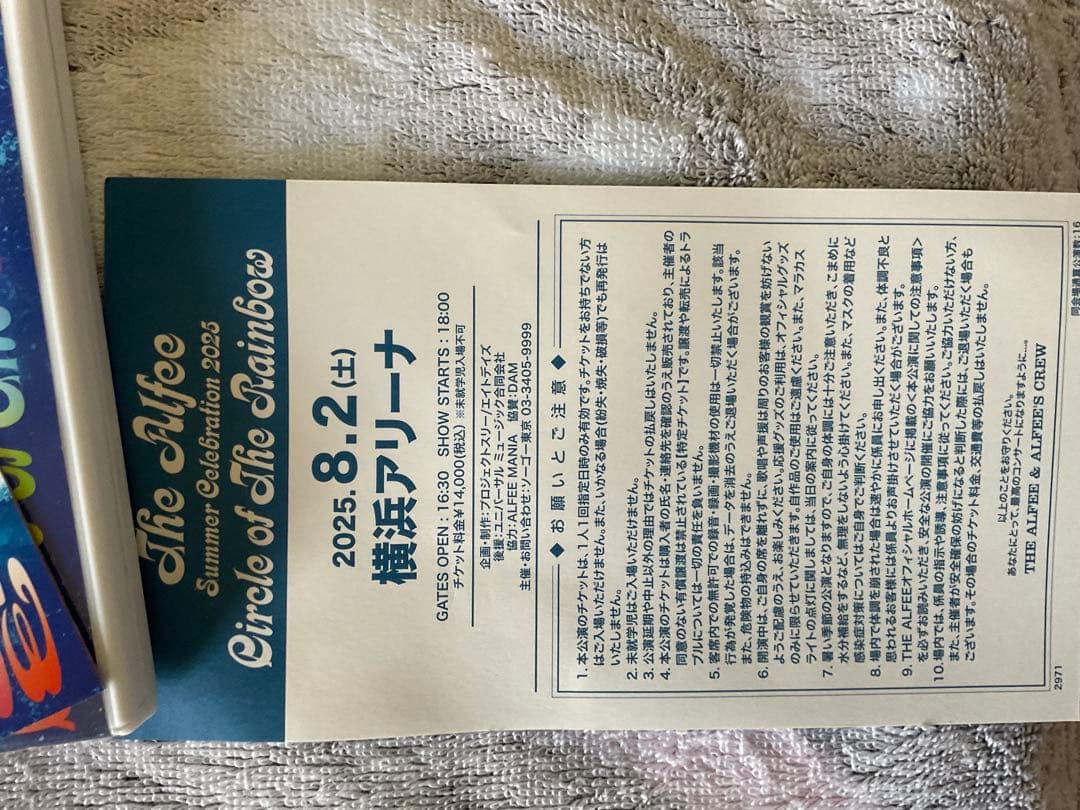 The Alfee
Summer Celebration 2025
Circle of The Rainbow
2025.8.2(土)
横浜アリーナ
GATES OPEN : 16:30 SHOW STARTS : 18:00
チケット料金¥14,000(税込) ※未就学児入場不可
企画・制作:プロジェクトスリー/エイトデイズ
後援:ユニバーサル ミュージック合同会社
協力:ALFEE MANIA 協賛:DAM
主催・お問い合わせ:ソーゴー東京 03-3405-9999
◆ お願いとご注意 ◆
1. 本公演のチケットは、1人1回指定日時のみ有効です。チケットをお持ちでない方
はご入場いただけません。また、いかなる場合(紛失・焼失・破損等)でも再発行は
いたしません。
2. 未就学児はご入場いただけません。
3. 公演延期や中止以外の理由ではチケットの払戻しはいたしません。
4. 本公演のチケットは購入者の氏名・連絡先を確認のうえ販売されており、主催者の
同意のない有償譲渡は禁止されている【特定チケット】です。譲渡や転売によるトラ
ブルについては一切の責任を負いません。
5. 客席内での無許可での録音・録画・撮影機材の使用は一切禁止いたします。該当
行為が発覚した場合は、データを消去のうえご退場いただく場合がございます。
また、危険物の持込みはできません。
6. 開演中は、ご自身の席を離れずに、歌唱や声援は周りのお客様の観賞を妨げない
ようご配慮のうえ、お楽しみください。応援グッズのご利用は、オフィシャルグッズ
のみに限らせていただきます。自作品のご使用はご遠慮ください。また、マラカス
ライトの点灯に関しましては、当日の案内に従ってください。
7. 暑い季節の公演となりますので、ご自身の体調には十分ご注意いただき、こまめに
水分補給をするなど、無理をしないよう心掛けてください。また、マスクの着用など
感染症対策についてはご自身でご判断ください。
8. 場内で体調を崩された場合は速やかに係員にお申し出ください。また、体調不良と
思われるお客様には係員よりお声掛けさせていただく場合がございます。
9. THE ALFEEオフィシャルホームページに掲載の<本公演に関しての注意事項>
を必ずお読みいただき、安全な公演の開催にご協力をお願いいたします。
10. 場内では、係員の指示や誘導、注意事項に従ってください。ご協力いただけない方、
また、主催者が安全確保の妨げになると判断した際には、ご退場いただく場合も
ございます。その場合のチケット料金、交通費等の払戻しはいたしません。
以上のことをお守りください。
あなたにとって、最高のコンサートになりますように…。
THE ALFEE & ALFEE'S CREW
2971